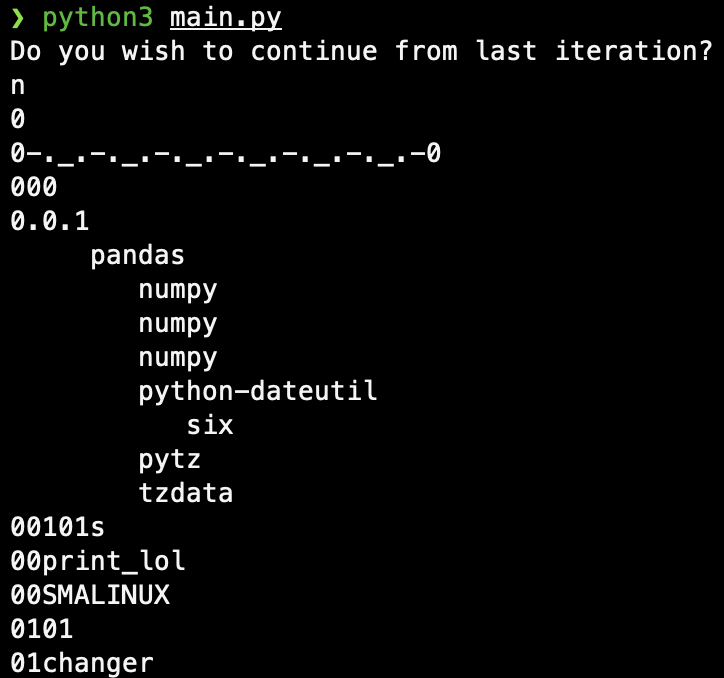 ❯ python3 main.py
Do you wish to continue from last iteration?
n
0
0-._.-._.-._.-._.-._.-._.-0
000
0.0.1
     pandas
        numpy
        numpy
        numpy
        python-dateutil
           six
        pytz
        tzdata
00101s
00print_lol
00SMALINUX
0101
01changer